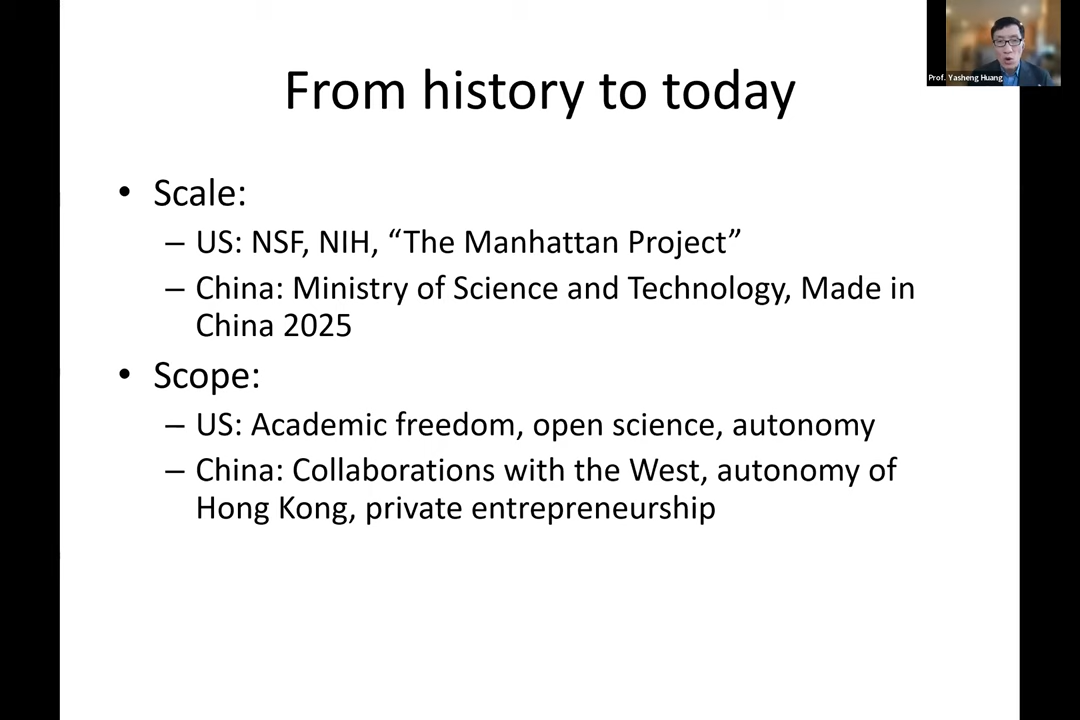 Prof. Yasheng Huang
From history to today
• Scale:
– US: NSF, NIH, “The Manhattan Project”
– China: Ministry of Science and Technology, Made in
China 2025
• Scope:
– US: Academic freedom, open science, autonomy
– China: Collaborations with the West, autonomy of
Hong Kong, private entrepreneurship